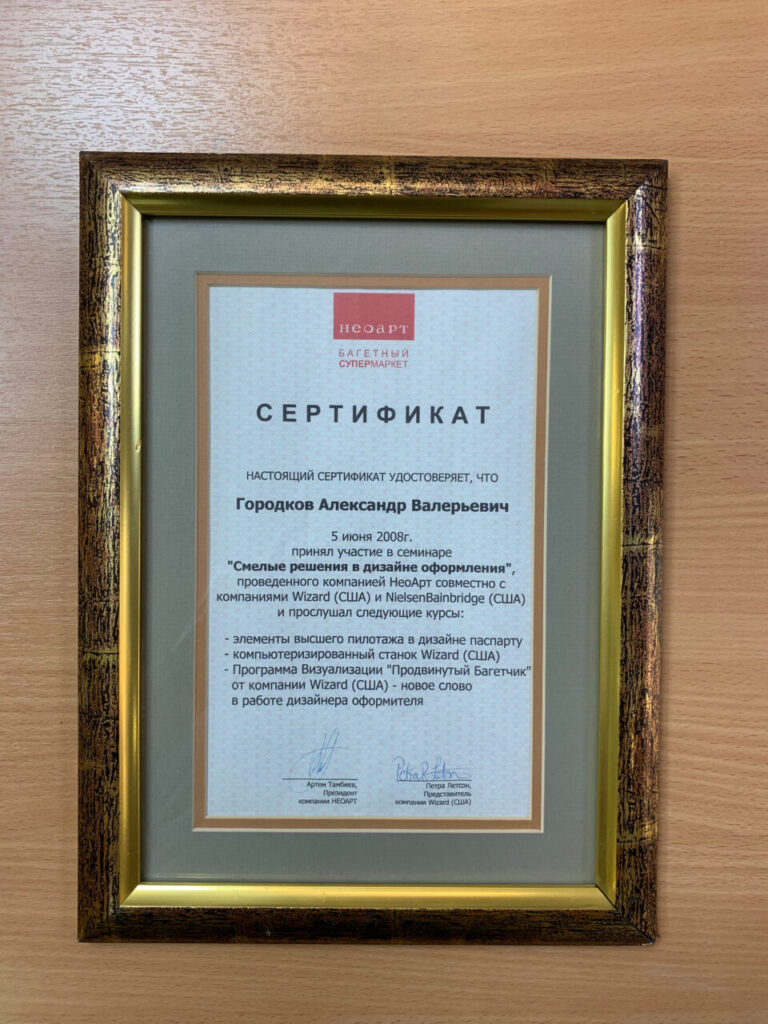 неоарт
БАГЕТНЫЙ
СУПЕРМАРКЕТ
СЕРТИФИКАТ
НАСТОЯЩИЙ СЕРТИФИКАТ УДОСТОВЕРЯЕТ, ЧТО
Городков Александр Валерьевич
5 июня 2008г.
принял участие в семинаре
"Смелые решения в дизайне оформления",
проведенного компанией НеоАрт совместно с
компаниями Wizard (США) и NielsenBainbridge (США)
и прослушал следующие курсы:
- элементы высшего пилотажа в дизайне паспарту
- компьютеризированный станок Wizard (США)
- Программа Визуализации "Продвинутый Багетчик"
от компании Wizard (США) - новое слово
в работе дизайнера оформителя
Petra R Letson
Артем Тамбиев,
Президент
компании НЕОАРТ
Петра Летсон,
Представитель
компании Wizard (США)